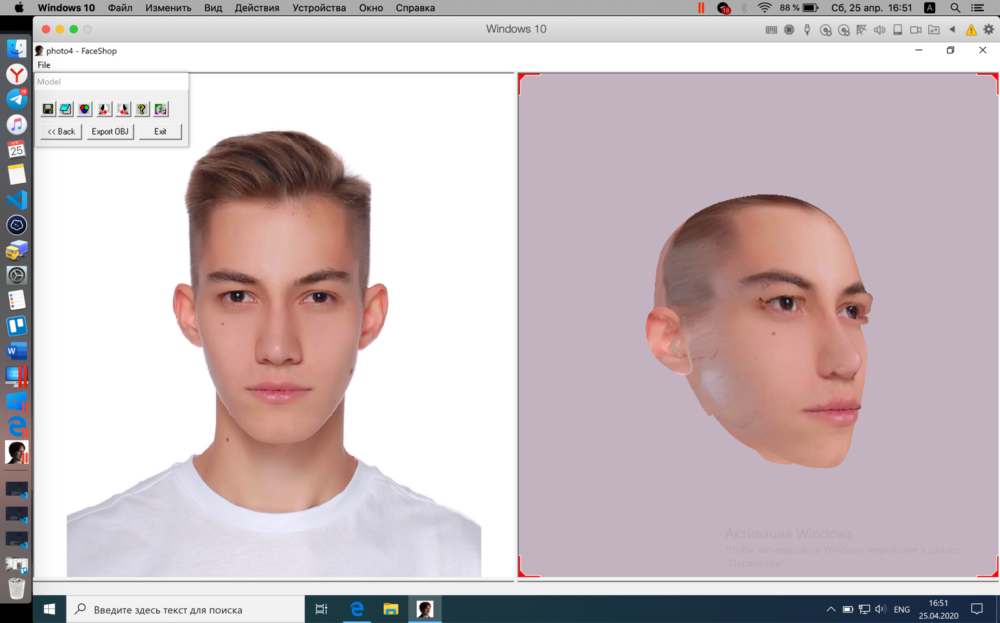 Windows 10 Файл Изменить Вид Действия Устройства Окно Справка 18 88 % Сб, 25 апр. 16:51 A
Windows 10
photo4 - FaceShop
File
Model
<< Back Export OBJ Exit
18
АПР
25
W
Активация Windows
Чтобы активировать Windows, перейдите в раздел
"Параметры".
Введите здесь текст для поиска
ENG
16:51
25.04.2020